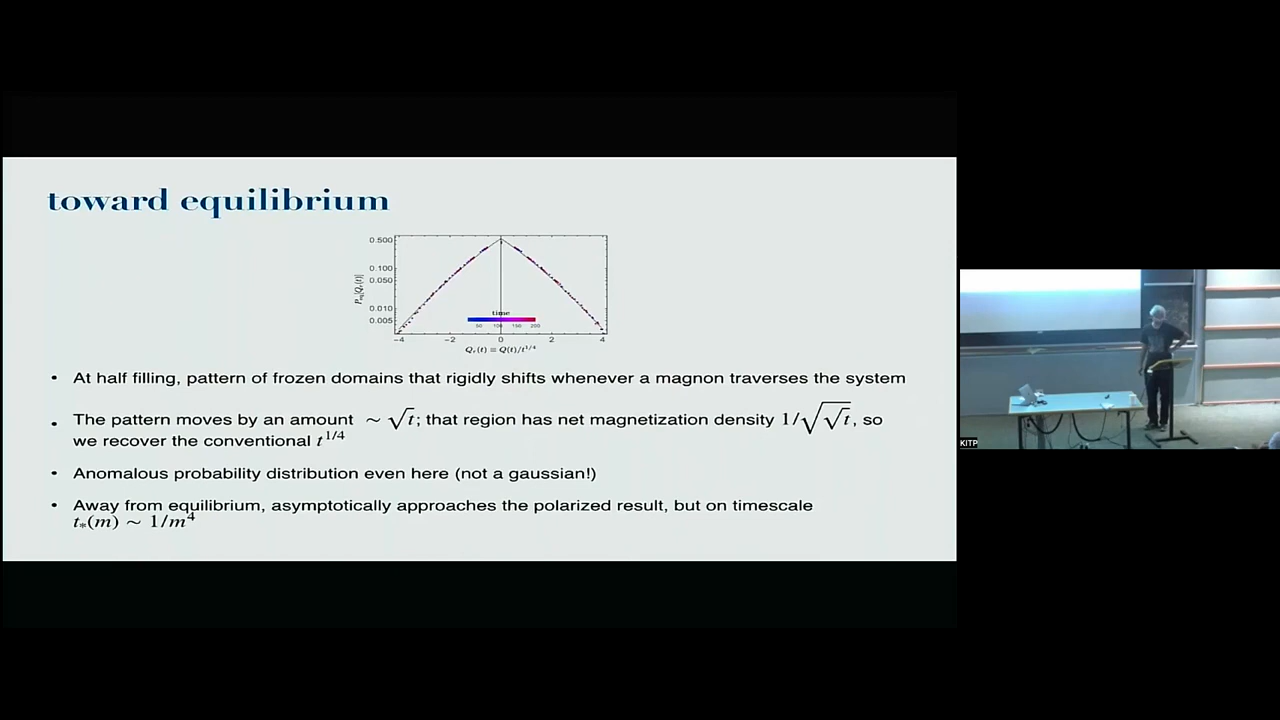 toward equilibrium
0.500
0.100
0.050
0.010
0.005
P_eq[Q_r(t)]
time
50 100 150 200
−4 −2 0 2 4
Q_r(t) = Q(t)/t^{1/4}
• At half filling, pattern of frozen domains that rigidly shifts whenever a magnon traverses the system
• The pattern moves by an amount ∼ √t; that region has net magnetization density 1/√√t, so
we recover the conventional t^{1/4}
• Anomalous probability distribution even here (not a gaussian!)
• Away from equilibrium, asymptotically approaches the polarized result, but on timescale
t_*(m) ∼ 1/m^4
KITP